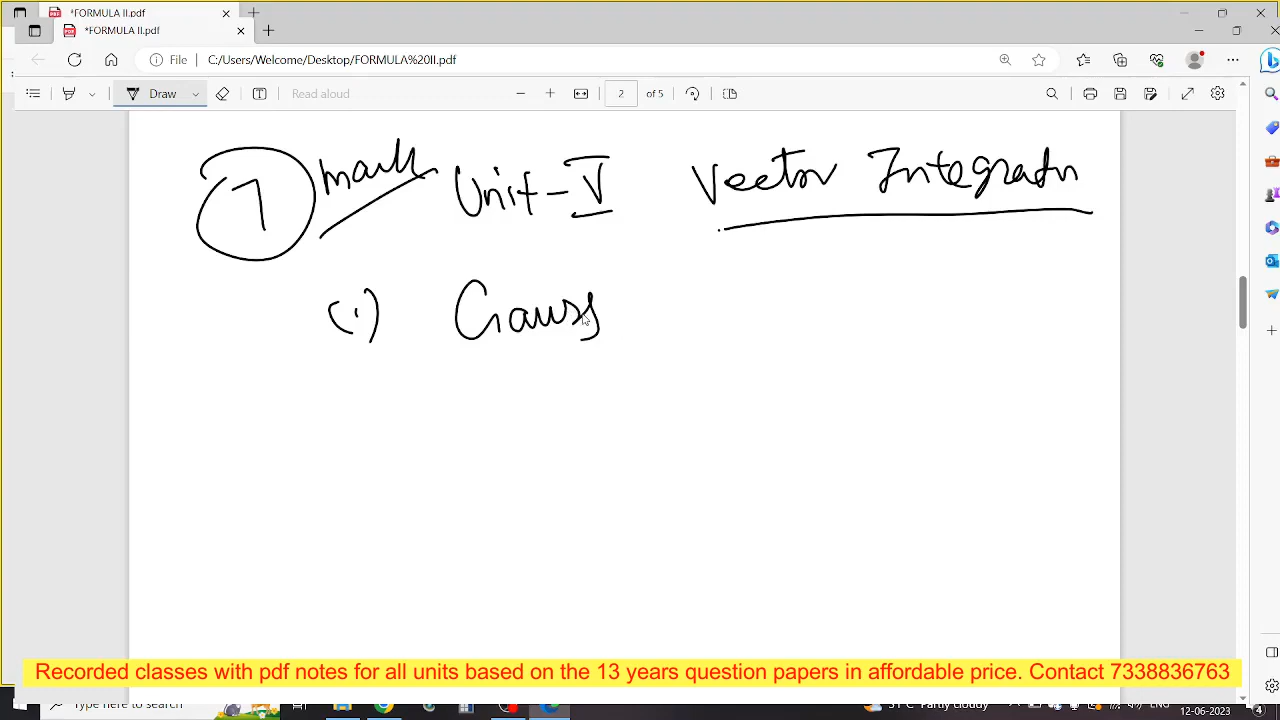 *FORMULA II.pdf
*FORMULA II.pdf
File C:/Users/Welcome/Desktop/FORMULA%20II.pdf
Draw Read aloud 2 of 5
7 mark Unit-V Vector Integratn
(1) Gauss
Recorded classes with pdf notes for all units based on the 13 years question papers in affordable price. Contact 7338836763
Type here to search 12-06-2023